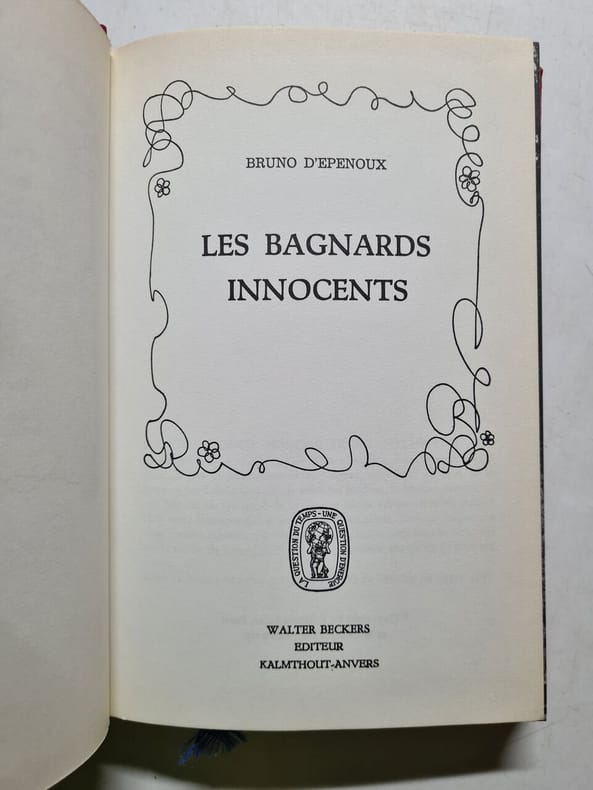 BRUNO D'EPENOUX
LES BAGNARDS
INNOCENTS
LA QUESTION DU TEMPS - UNE QUESTION D'ENERGIE
WALTER BECKERS
EDITEUR
KALMTHOUT-ANVERS